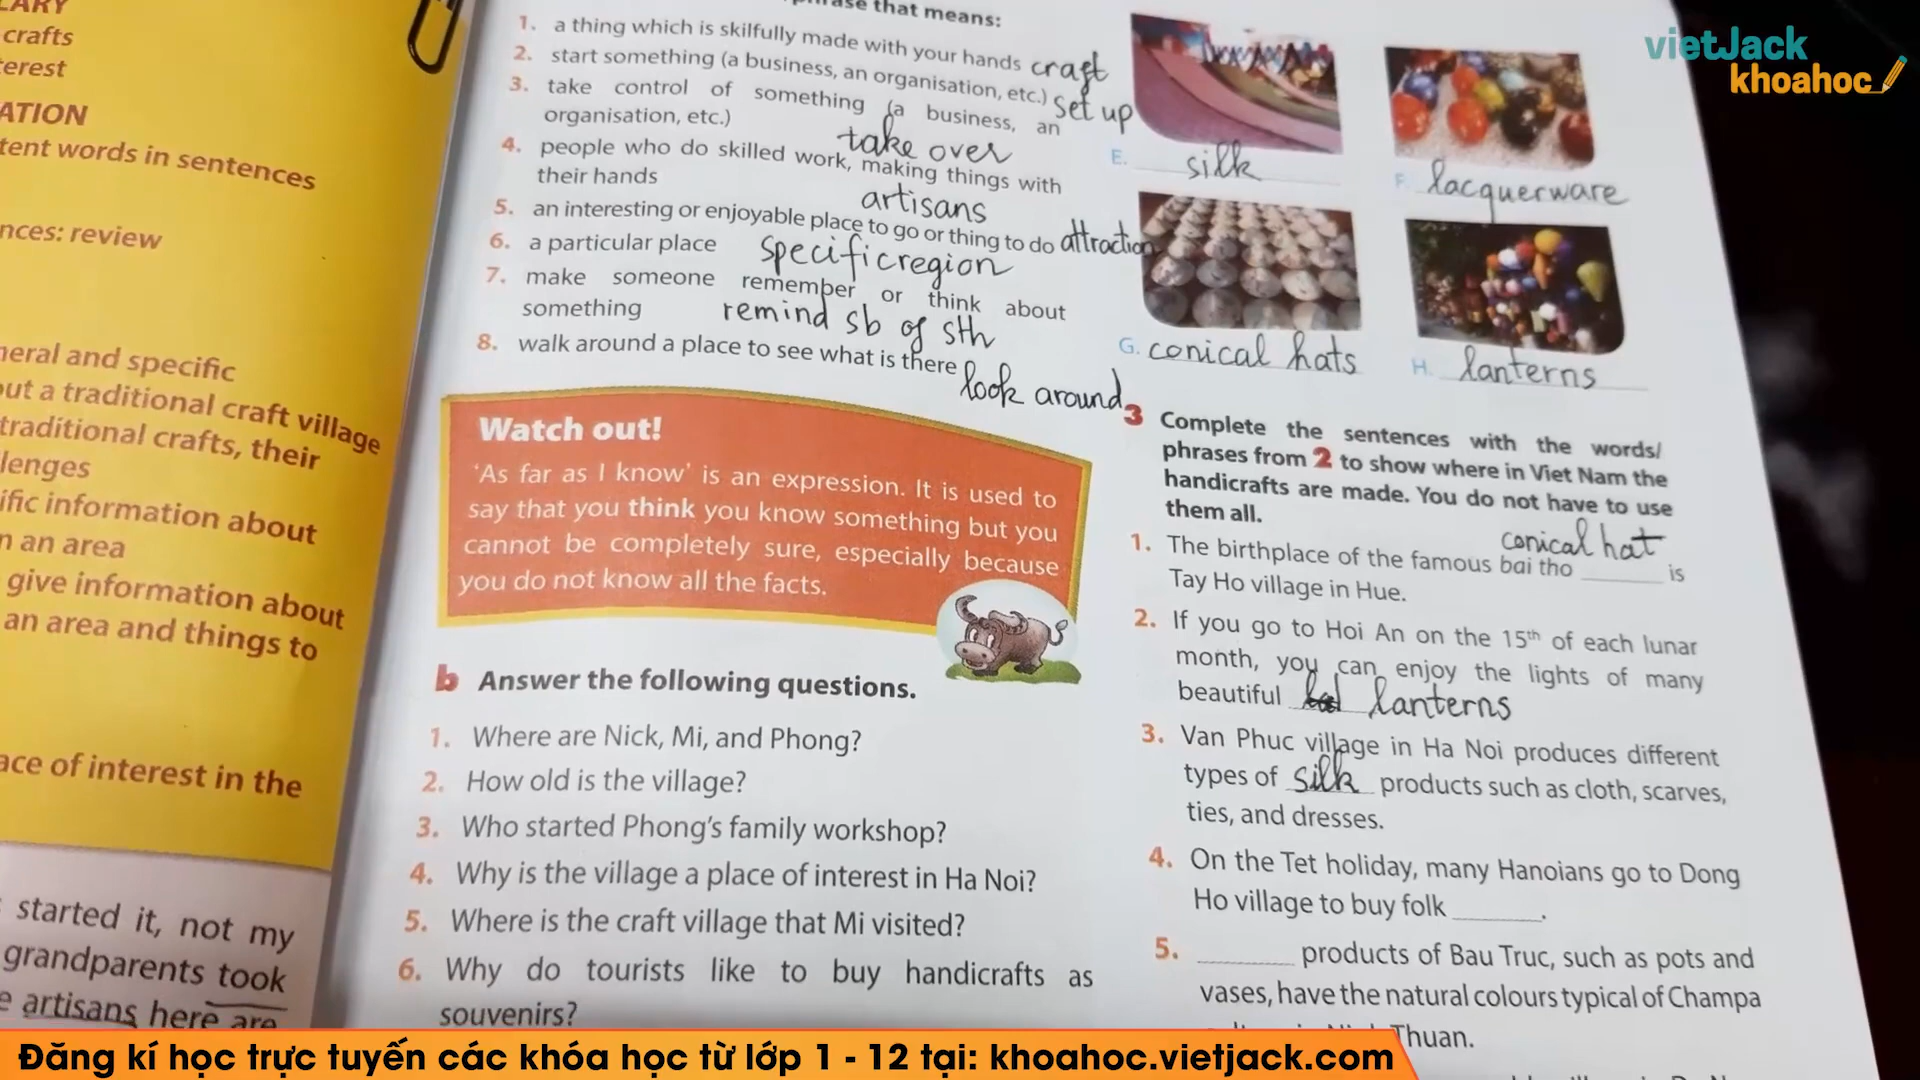 LARY
crafts
terest
ATION
tent words in sentences
nces: review
neral and specific
out a traditional craft village
traditional crafts, their
lenges
ific information about
n an area
give information about
an area and things to
ace of interest in the
started it, not my
grandparents took
e artisans here are
phrase that means:
1. a thing which is skilfully made with your hands craft
2. start something (a business, an organisation, etc.) set up
3. take control of something (a business, an
organisation, etc.) take over
4. people who do skilled work, making things with
their hands artisans
5. an interesting or enjoyable place to go or thing to do attraction
6. a particular place specific region
7. make someone remember or think about
something remind sb of sth
8. walk around a place to see what is there look around
Watch out!
'As far as I know' is an expression. It is used to
say that you think you know something but you
cannot be completely sure, especially because
you do not know all the facts.
b Answer the following questions.
1. Where are Nick, Mi, and Phong?
2. How old is the village?
3. Who started Phong's family workshop?
4. Why is the village a place of interest in Ha Noi?
5. Where is the craft village that Mi visited?
6. Why do tourists like to buy handicrafts as
souvenirs?
E. silk
F. lacquerware
G. conical hats
H. lanterns
3 Complete the sentences with the words/
phrases from 2 to show where in Viet Nam the
handicrafts are made. You do not have to use
them all.
conical hat
1. The birthplace of the famous bai tho ______ is
Tay Ho village in Hue.
2. If you go to Hoi An on the 15th of each lunar
month, you can enjoy the lights of many
beautiful lanterns
3. Van Phuc village in Ha Noi produces different
types of silk products such as cloth, scarves,
ties, and dresses.
4. On the Tet holiday, many Hanoians go to Dong
Ho village to buy folk ______.
5. ______ products of Bau Truc, such as pots and
vases, have the natural colours typical of Champa
Thuan.
vietJack
khoahoc
Đăng kí học trực tuyến các khóa học từ lớp 1 - 12 tại: khoahoc.vietjack.com